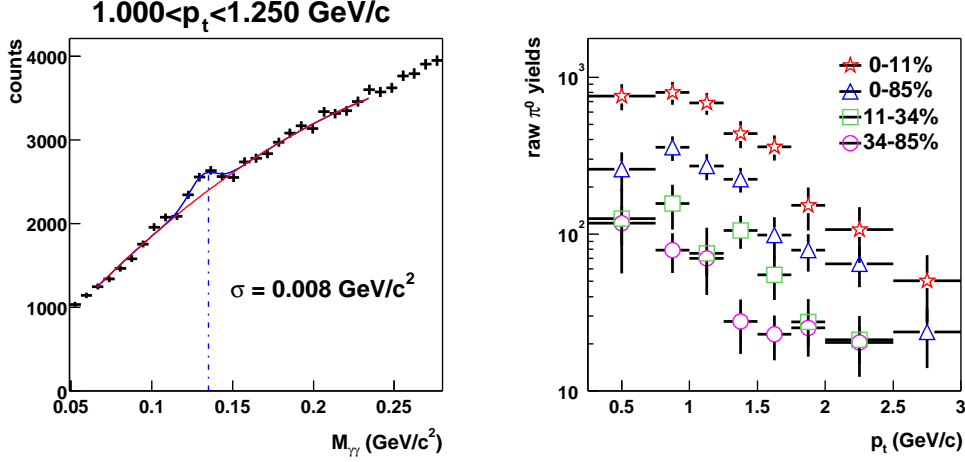 1.000<pₜ<1.250 GeV/c
counts
4000
3000
2000
1000
0
σ = 0.008 GeV/c²
0.05 0.1 0.15 0.2 0.25
Mγγ (GeV/c²)
raw π⁰ yields
10³
10²
10
0-11%
0-85%
11-34%
34-85%
0.5 1 1.5 2 2.5 3
pₜ (GeV/c)